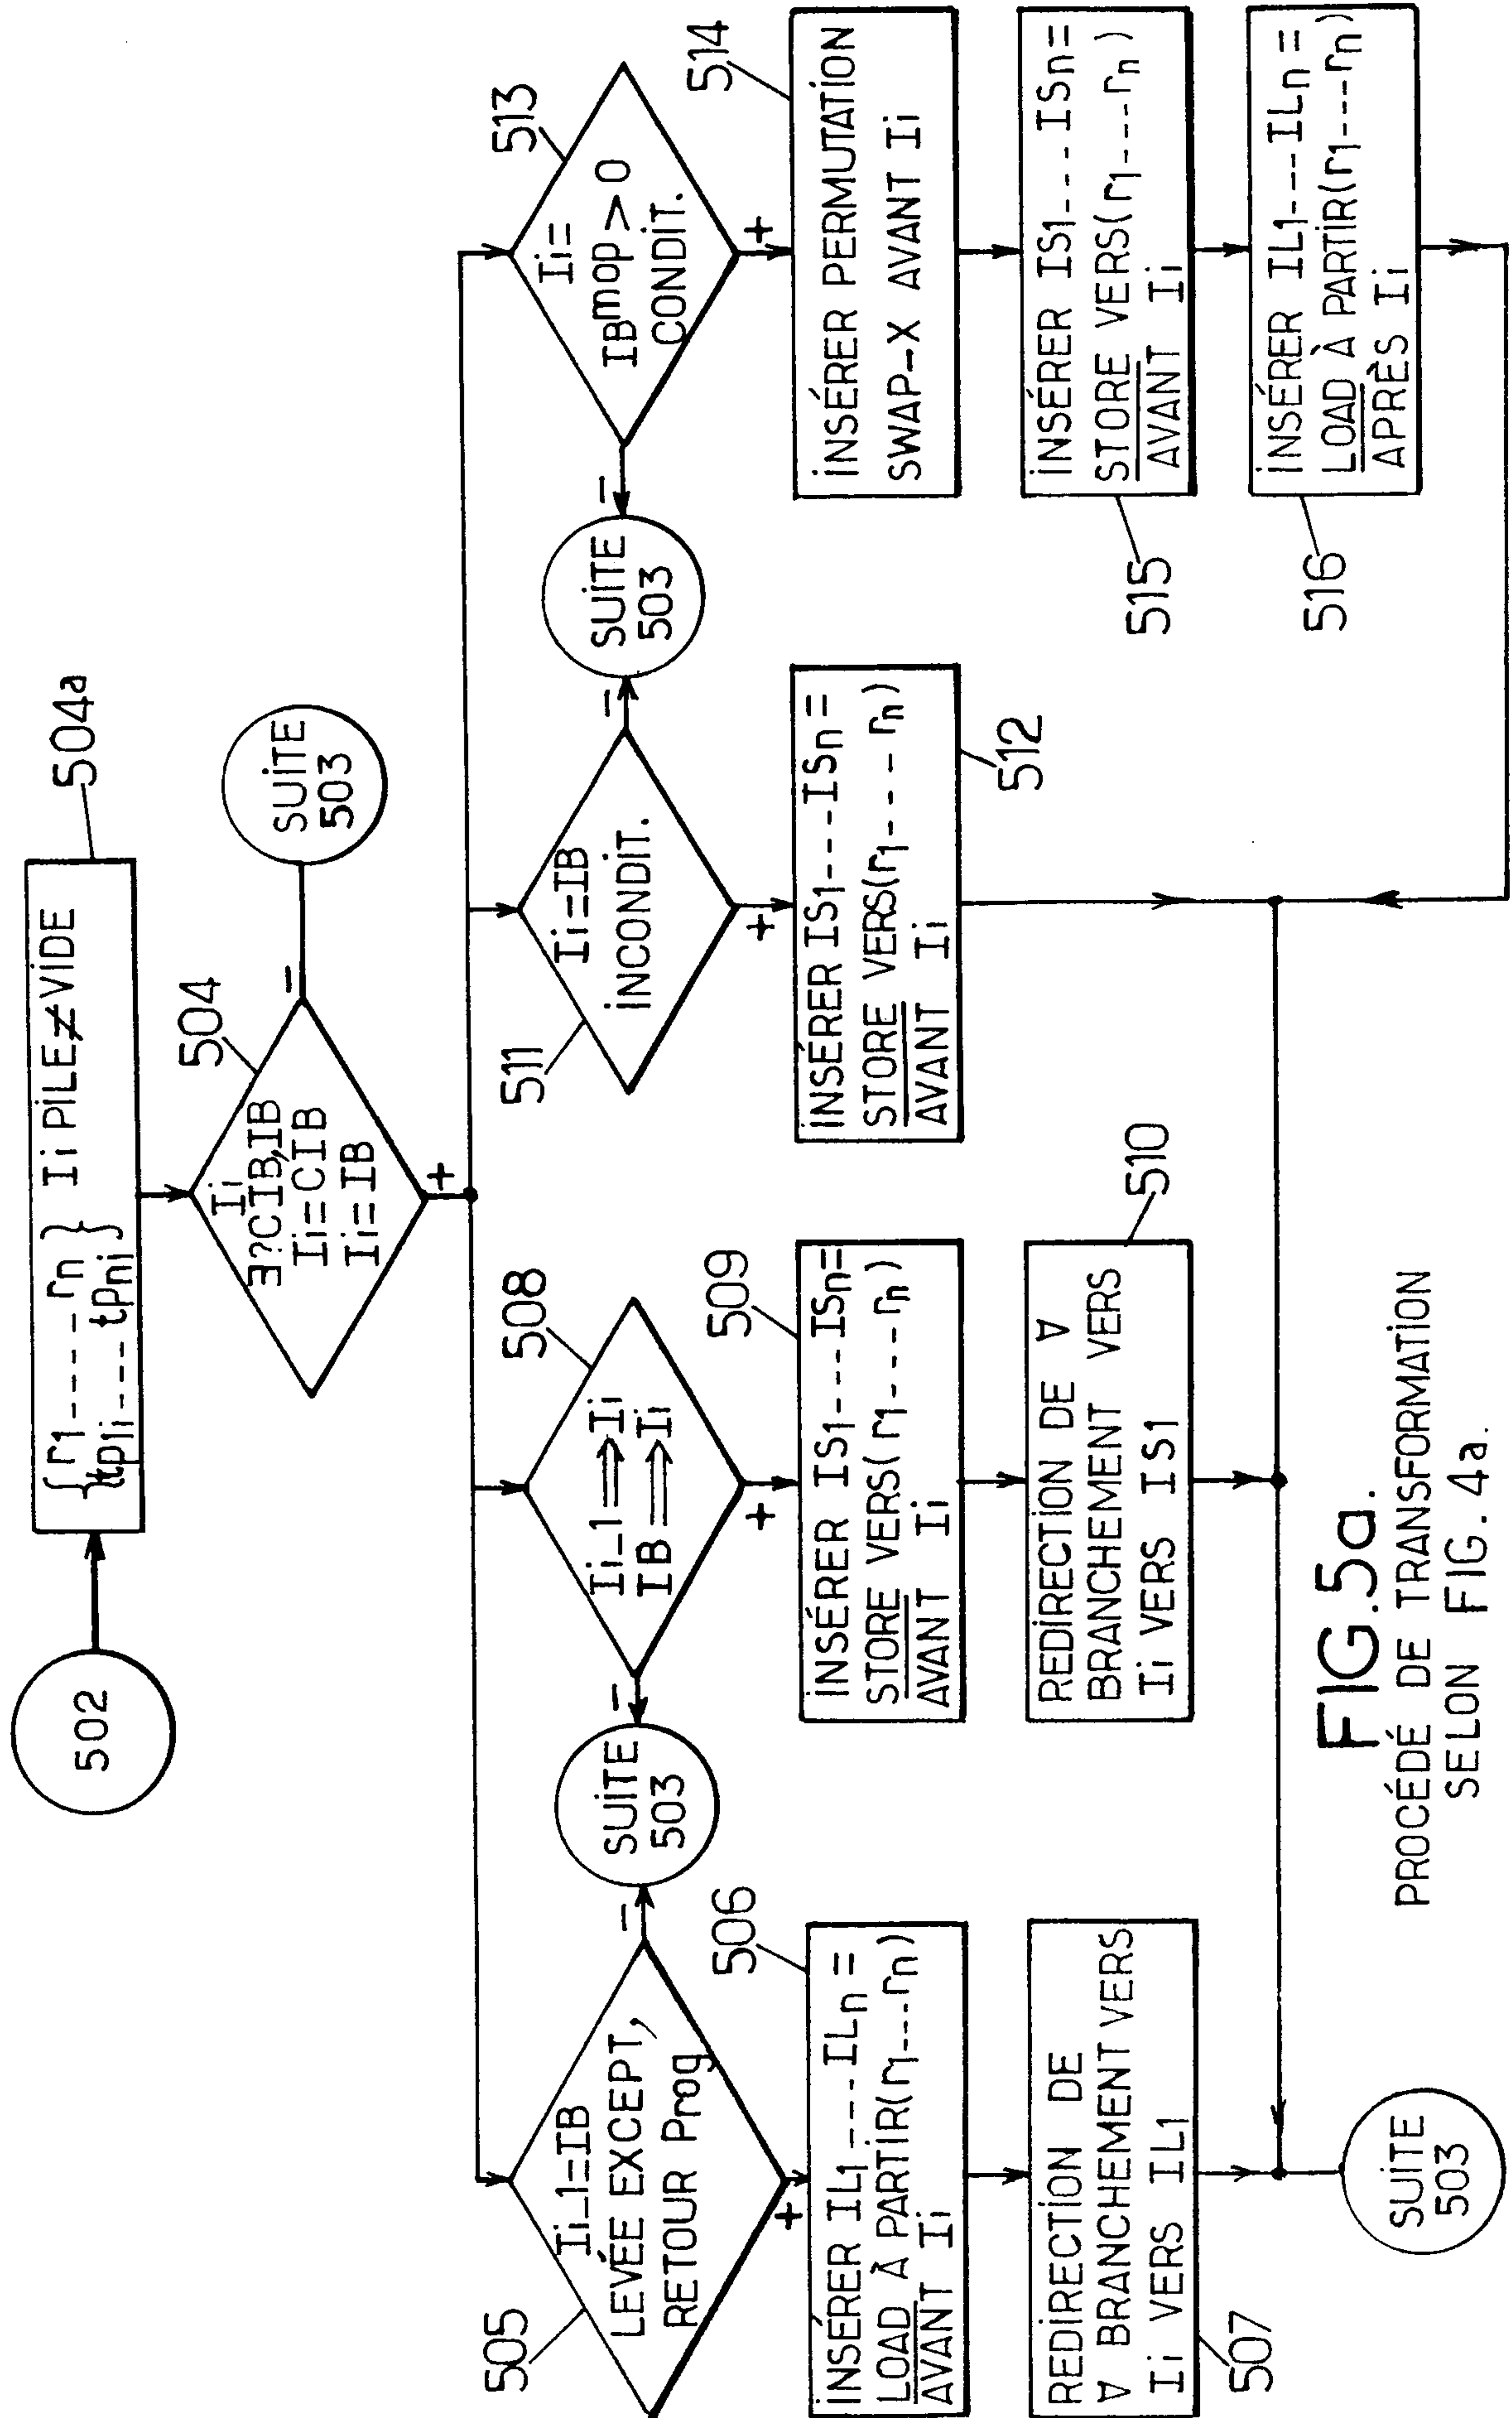 502
{ r1----rn } Ii PILE≠VIDE
{ tp1i---tpni }
504a
504
Ii
∃?CIB,IB
Ii=CIB
Ii=IB
+
–
SUITE
503
505
Ii-1=IB
LEVÉE EXCEPT,
RETOUR Prog
–
+
SUITE
503
506
INSÉRER IL1----ILn=
LOAD À PARTIR(r1---rn)
AVANT Ii
REDIRECTION DE
∀ BRANCHEMENT VERS
Ii VERS IL1
507
508
Ii-1⟹Ii
IB⟹Ii
–
+
509
INSÉRER IS1---ISn=
STORE VERS(r1----rn)
AVANT Ii
510
REDIRECTION DE ∀
BRANCHEMENT VERS
Ii VERS IS1
511
Ii=IB
INCONDIT.
–
+
SUITE
503
INSÉRER IS1---ISn=
STORE VERS(r1----rn)
AVANT Ii
512
513
Ii=
IBmop>0
CONDIT.
–
+
514
INSÉRER PERMUTATION
SWAP-X AVANT Ii
INSÉRER IS1---ISn=
STORE VERS(r1---rn)
AVANT Ii
515
INSÉRER IL1---ILn=
LOAD À PARTIR(r1---rn)
APRÈS Ii
516
SUITE
503
FIG.5a.
PROCÉDÉ DE TRANSFORMATION
SELON FIG.4a.